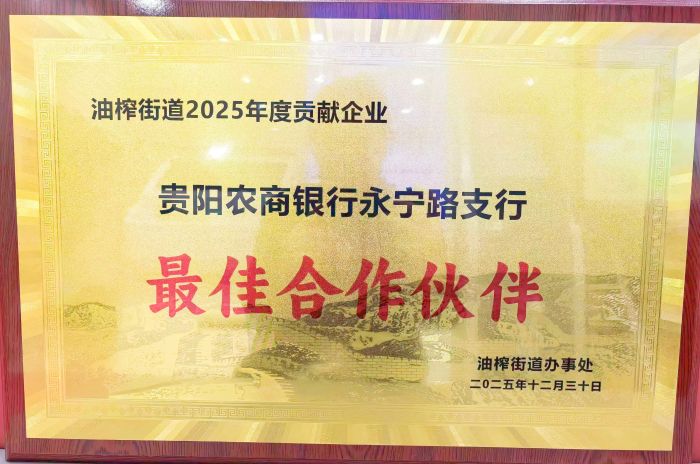 油榨街道2025年度贡献企业
贵阳农商银行永宁路支行
最佳合作伙伴
油榨街道办事处
二〇二五年十二月三十日